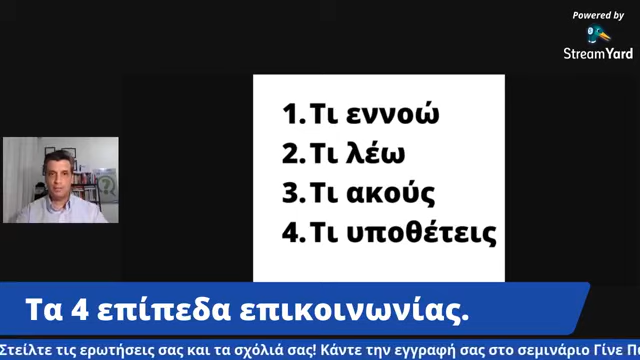 Powered by
StreamYard
1. Τι εννοώ
2. Τι λέω
3. Τι ακούς
4. Τι υποθέτεις
Τα 4 επίπεδα επικοινωνίας.
Στείλτε τις ερωτήσεις σας και τα σχόλιά σας! Κάντε την εγγραφή σας στο σεμινάριο Γίνε